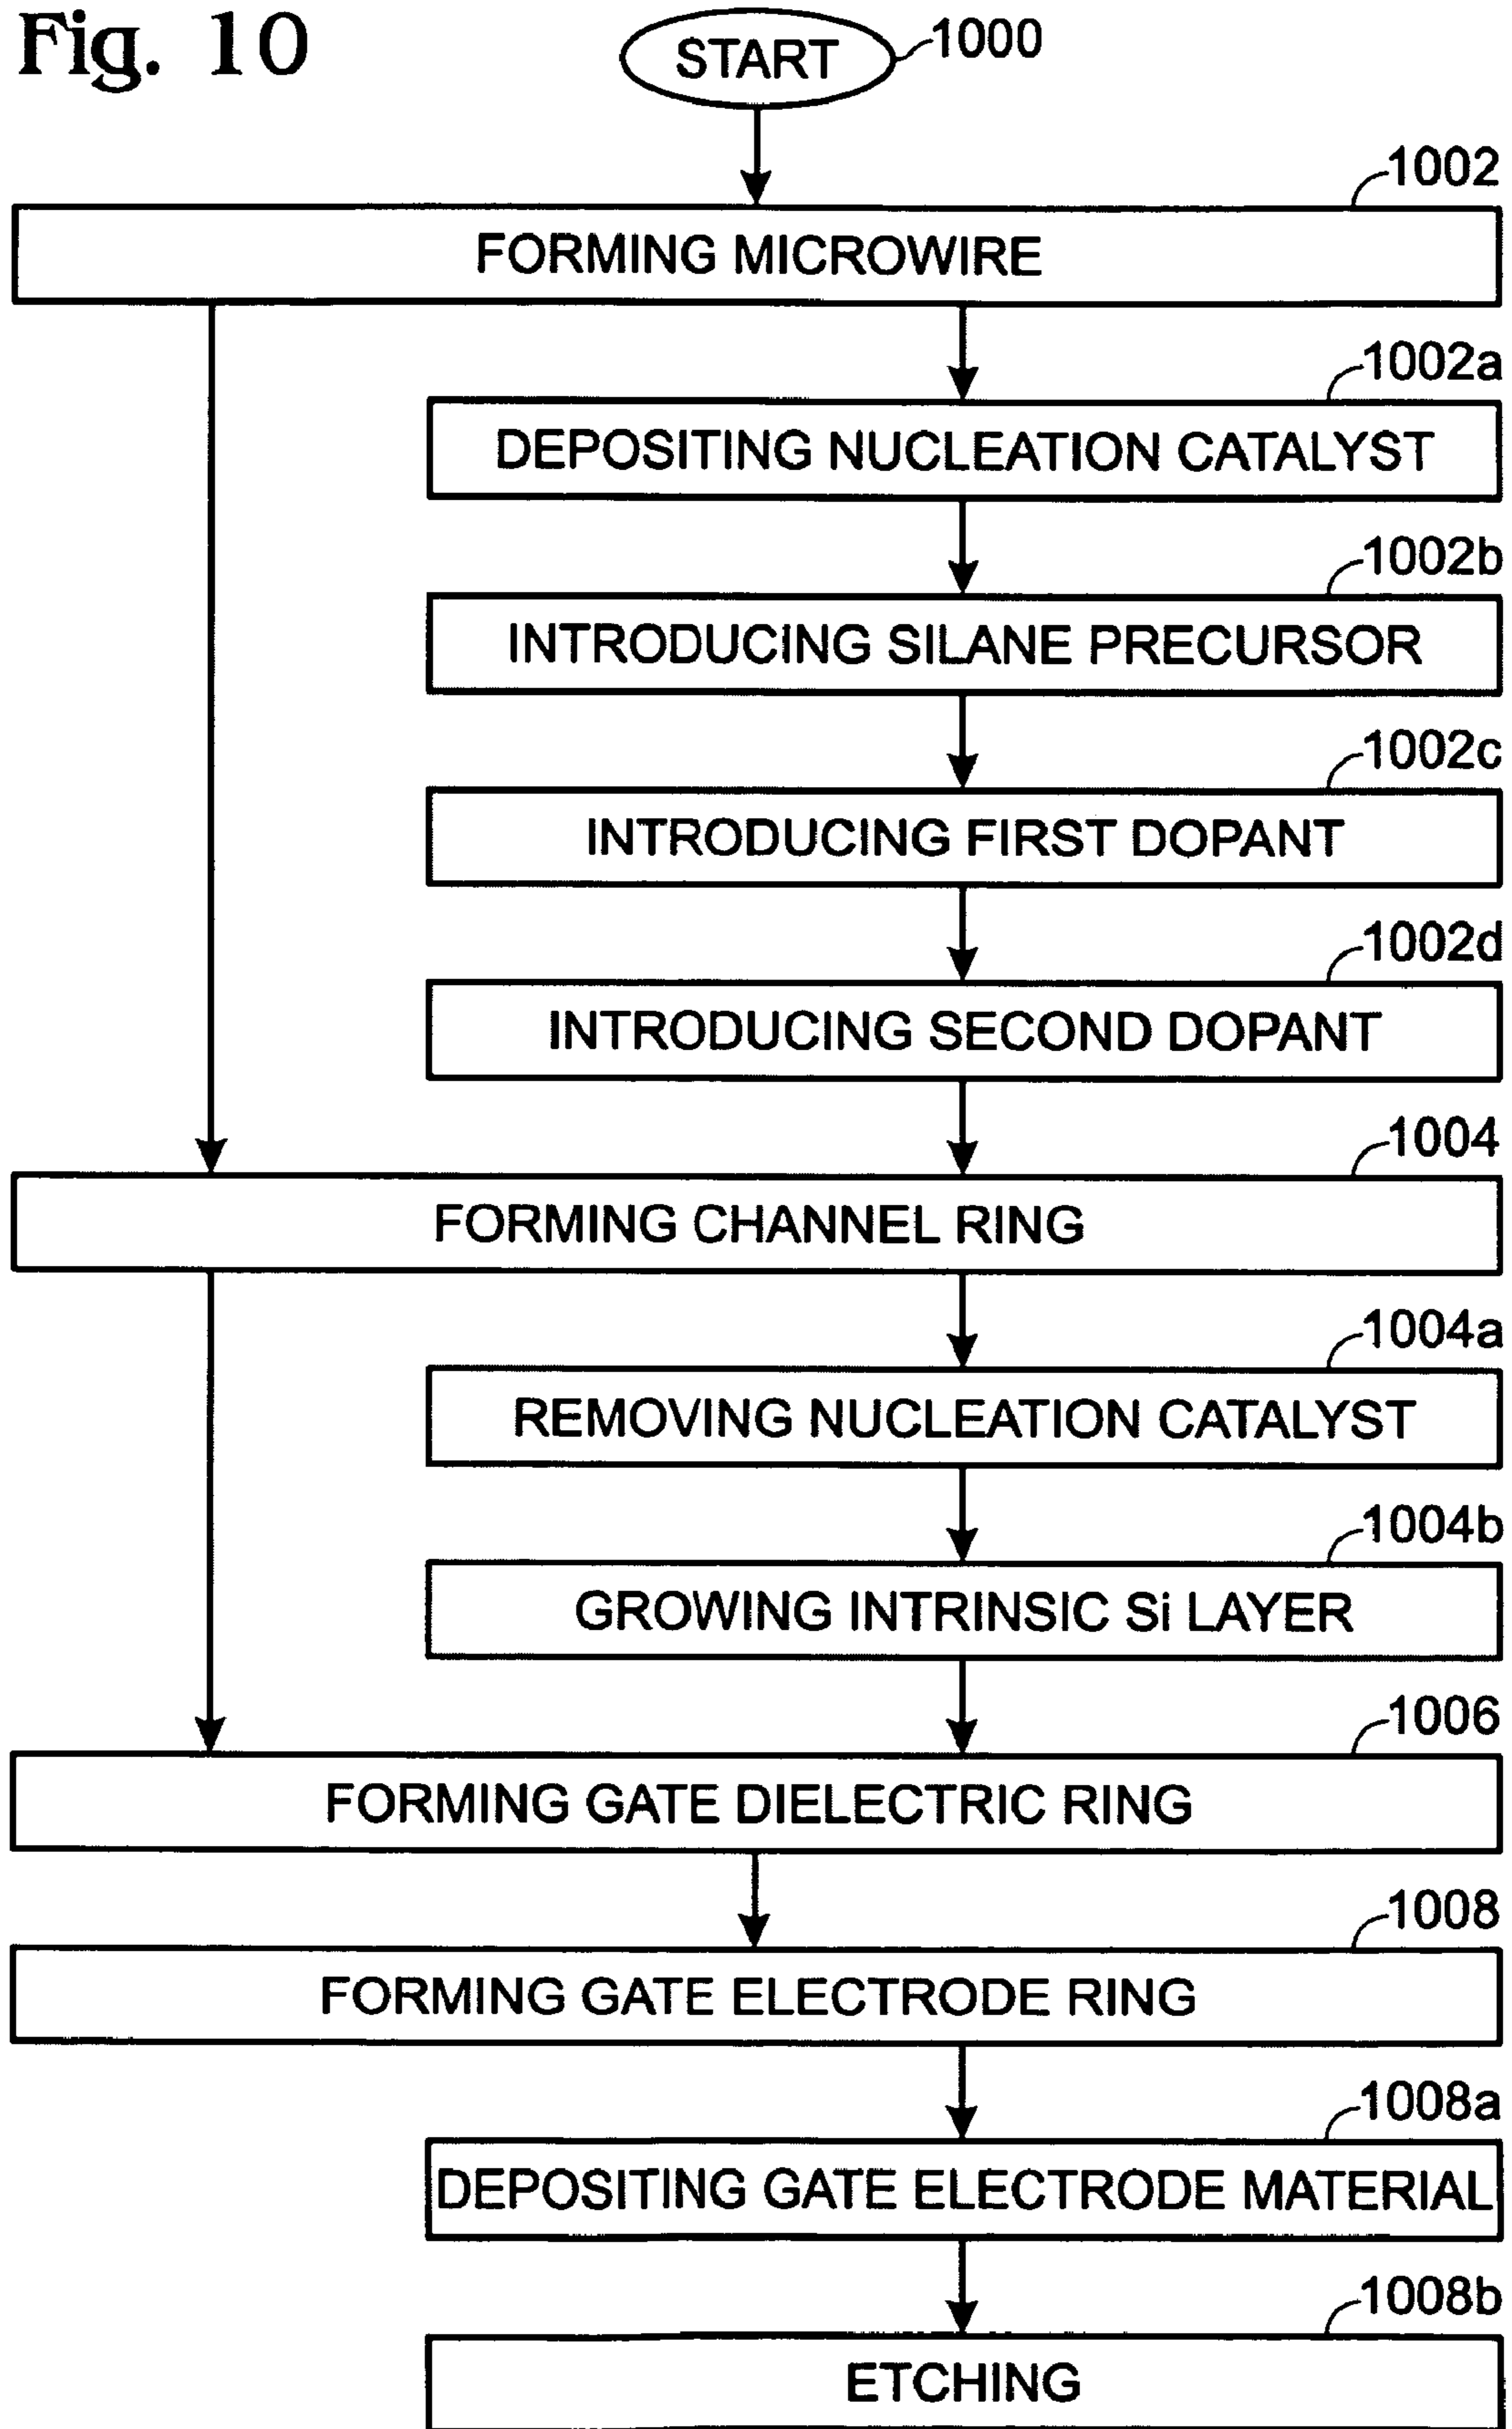 Fig. 10
START
1000
1002
FORMING MICROWIRE
1002a
DEPOSITING NUCLEATION CATALYST
1002b
INTRODUCING SILANE PRECURSOR
1002c
INTRODUCING FIRST DOPANT
1002d
INTRODUCING SECOND DOPANT
1004
FORMING CHANNEL RING
1004a
REMOVING NUCLEATION CATALYST
1004b
GROWING INTRINSIC Si LAYER
1006
FORMING GATE DIELECTRIC RING
1008
FORMING GATE ELECTRODE RING
1008a
DEPOSITING GATE ELECTRODE MATERIAL
1008b
ETCHING